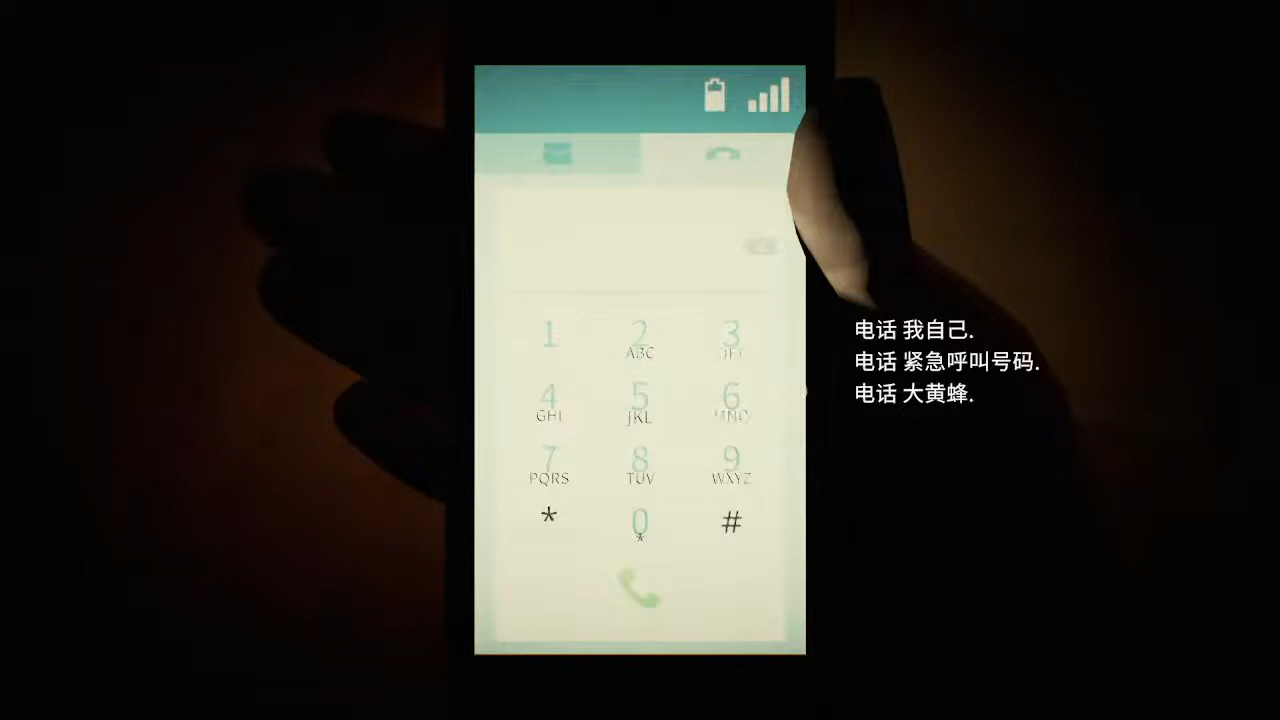 1 2 3
ABC
4 5 6
GHI JKL MNO
7 8 9
PQRS TUV WXYZ
* 0 #
*
电话 我自己.
电话 紧急呼叫号码.
电话 大黄蜂.